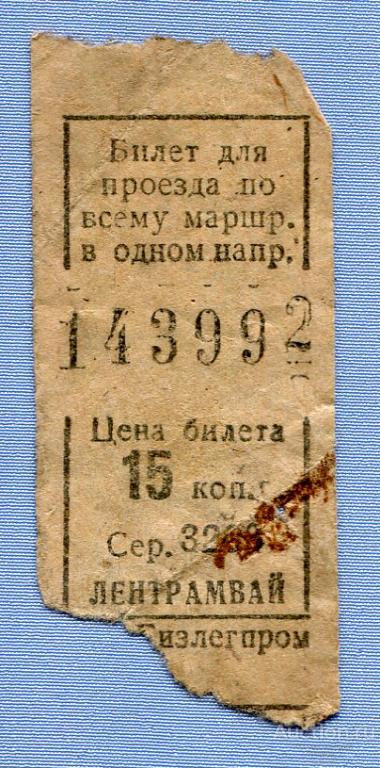 Билет для
проезда по
всему маршр.
в одном напр.
143992
Цена билета
15 коп.
Сер.
ЛЕНТРАМВАЙ